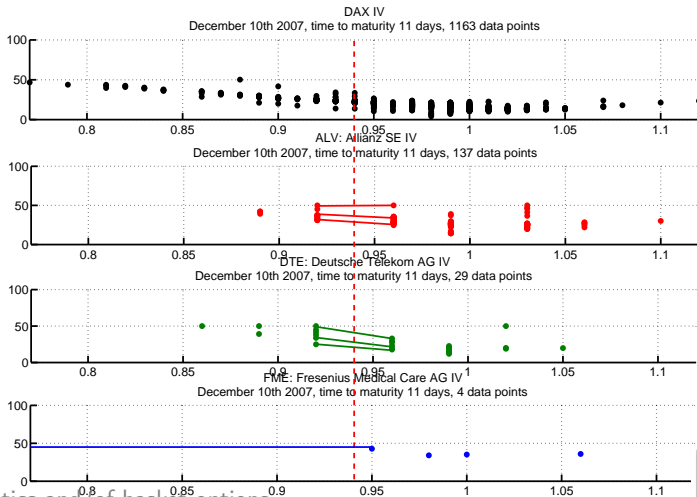 DAX IV
December 10th 2007, time to maturity 11 days, 1163 data points
100
50
0
0.8 0.85 0.9 0.95 1 1.05 1.1
ALV: Allianz SE IV
December 10th 2007, time to maturity 11 days, 137 data points
100
50
0
0.8 0.85 0.9 0.95 1 1.05 1.1
DTE: Deutsche Telekom AG IV
December 10th 2007, time to maturity 11 days, 29 data points
100
50
0
0.8 0.85 0.9 0.95 1 1.05 1.1
FME: Fresenius Medical Care AG IV
December 10th 2007, time to maturity 11 days, 4 data points
100
50
0
0.8 0.85 0.9 0.95 1 1.05 1.1
and basket options